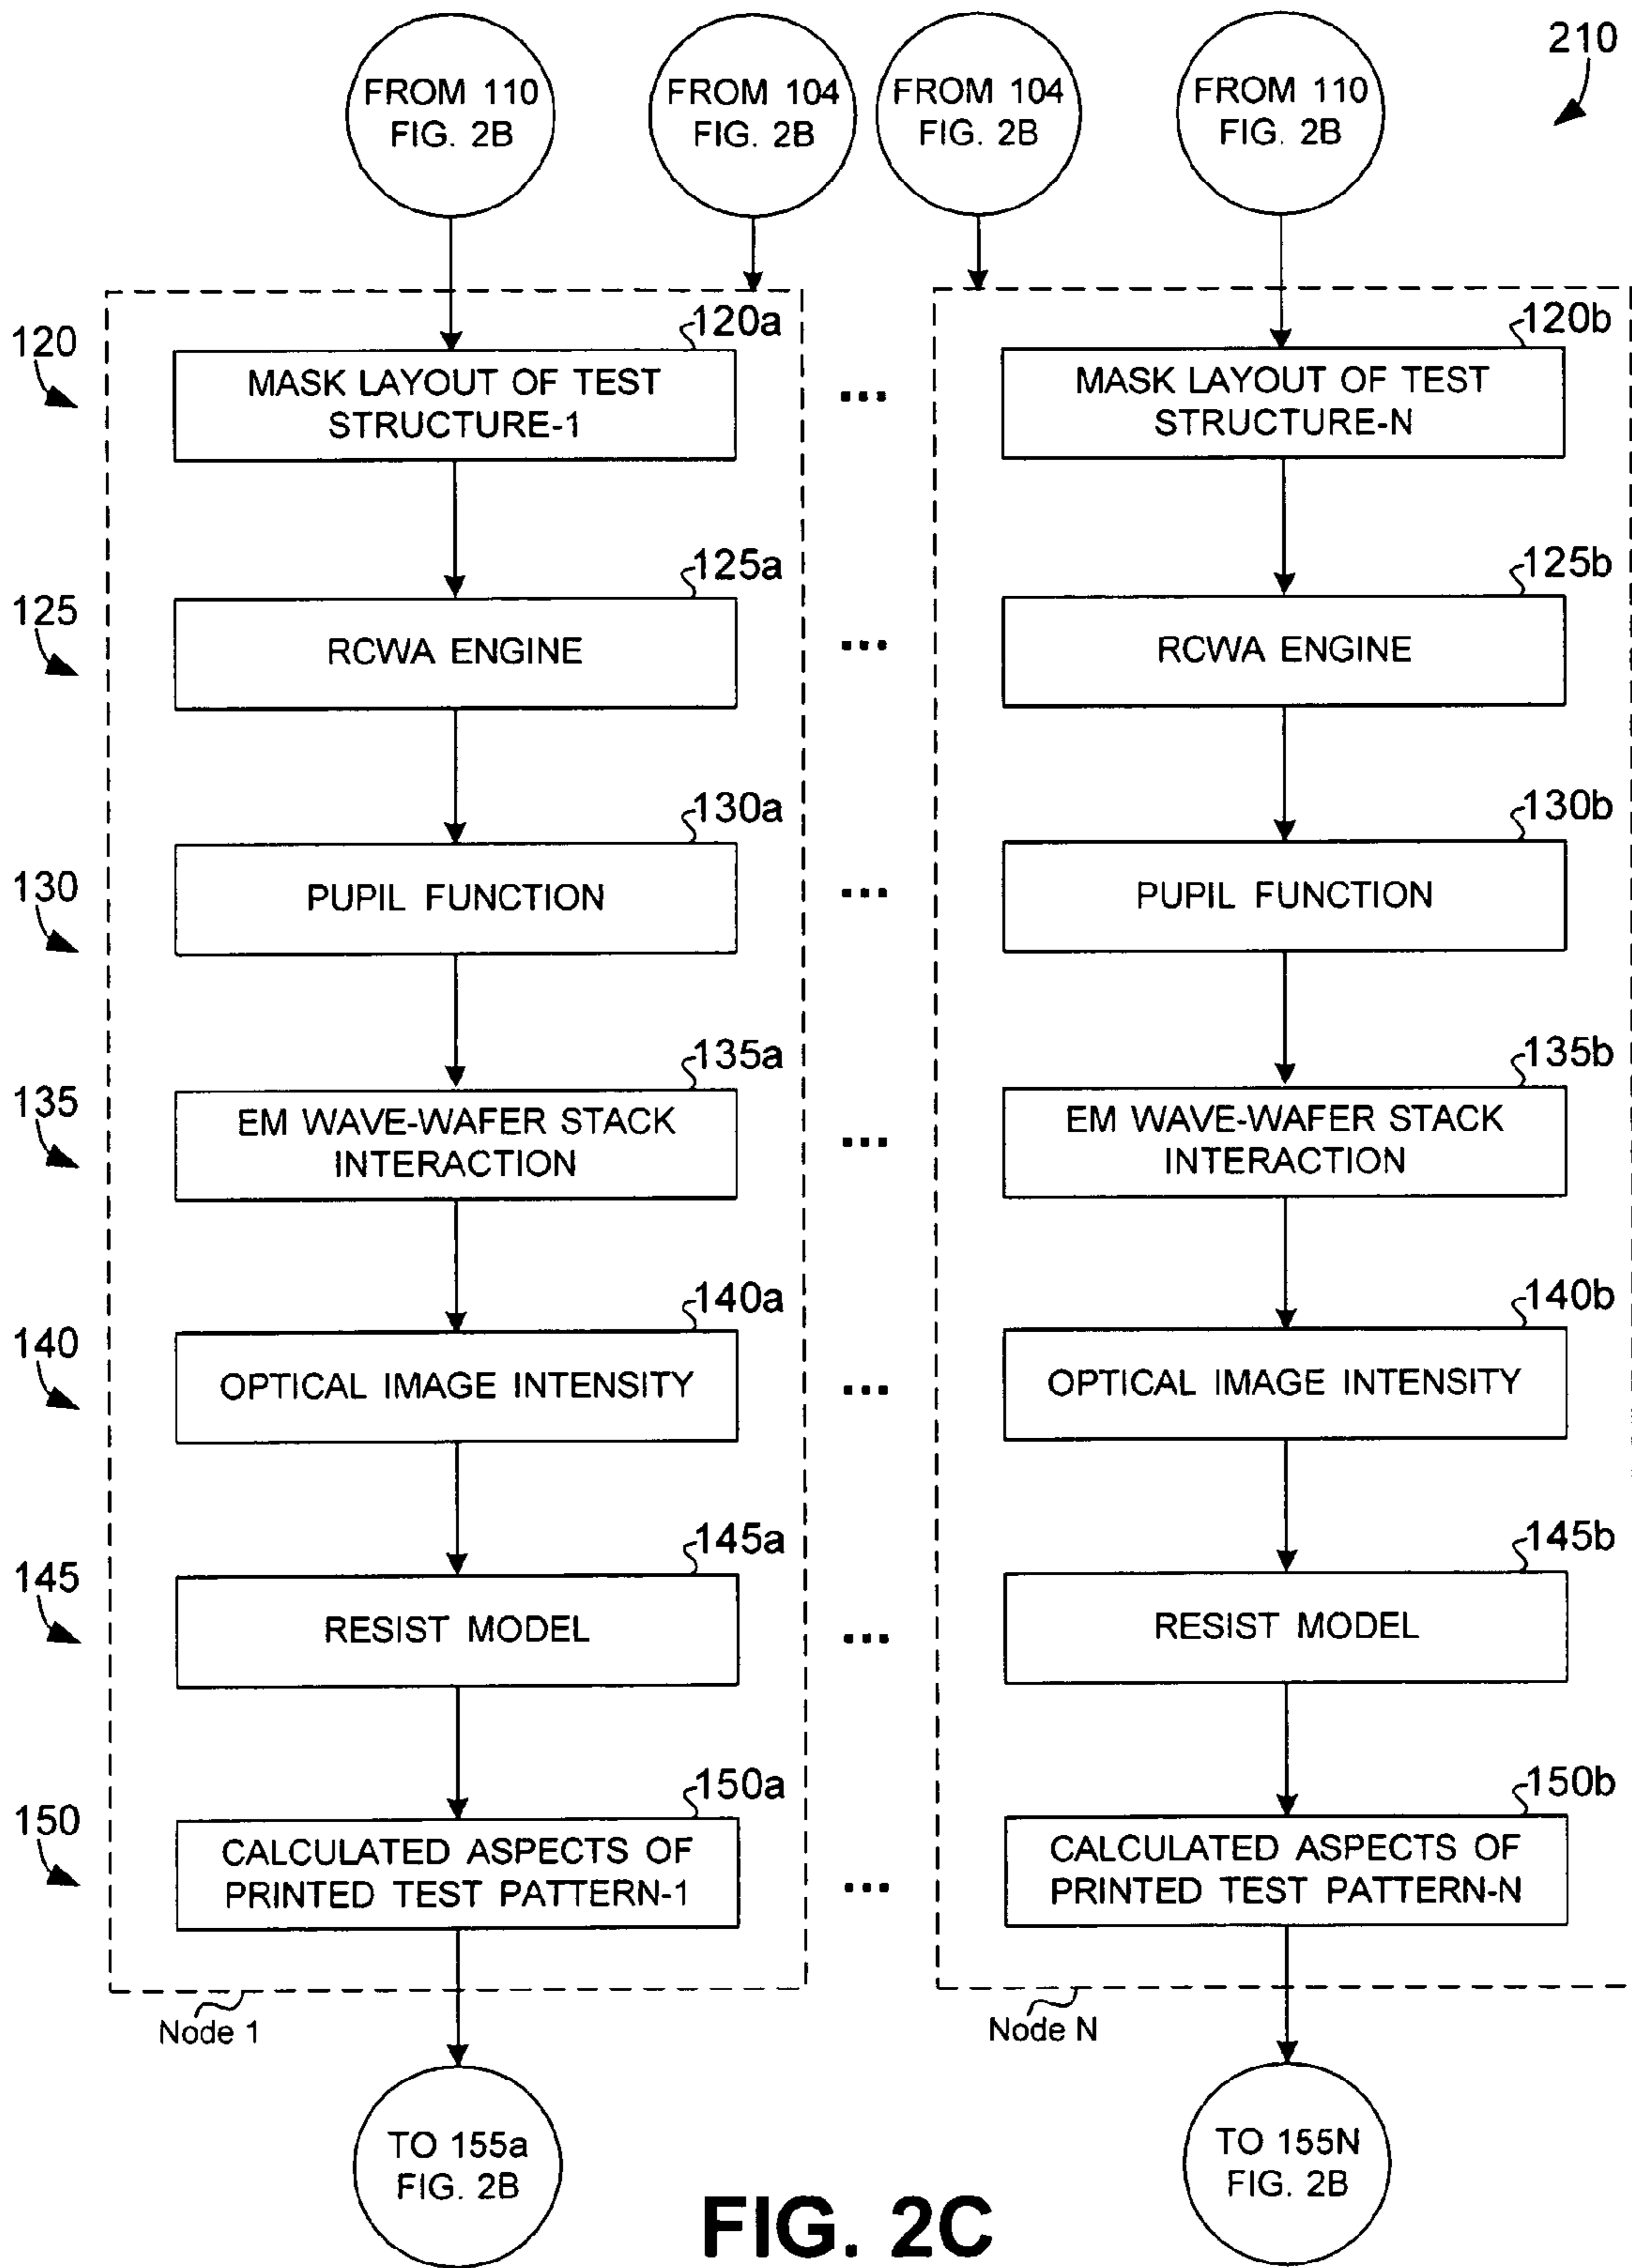 210
FROM 110
FIG. 2B
FROM 104
FIG. 2B
FROM 104
FIG. 2B
FROM 110
FIG. 2B
120
120a
MASK LAYOUT OF TEST
STRUCTURE-1
...
120b
MASK LAYOUT OF TEST
STRUCTURE-N
125
125a
RCWA ENGINE
...
125b
RCWA ENGINE
130
130a
PUPIL FUNCTION
...
130b
PUPIL FUNCTION
135
135a
EM WAVE-WAFER STACK
INTERACTION
...
135b
EM WAVE-WAFER STACK
INTERACTION
140
140a
OPTICAL IMAGE INTENSITY
...
140b
OPTICAL IMAGE INTENSITY
145
145a
RESIST MODEL
...
145b
RESIST MODEL
150
150a
CALCULATED ASPECTS OF
PRINTED TEST PATTERN-1
...
150b
CALCULATED ASPECTS OF
PRINTED TEST PATTERN-N
Node 1
Node N
TO 155a
FIG. 2B
TO 155N
FIG. 2B
FIG. 2C